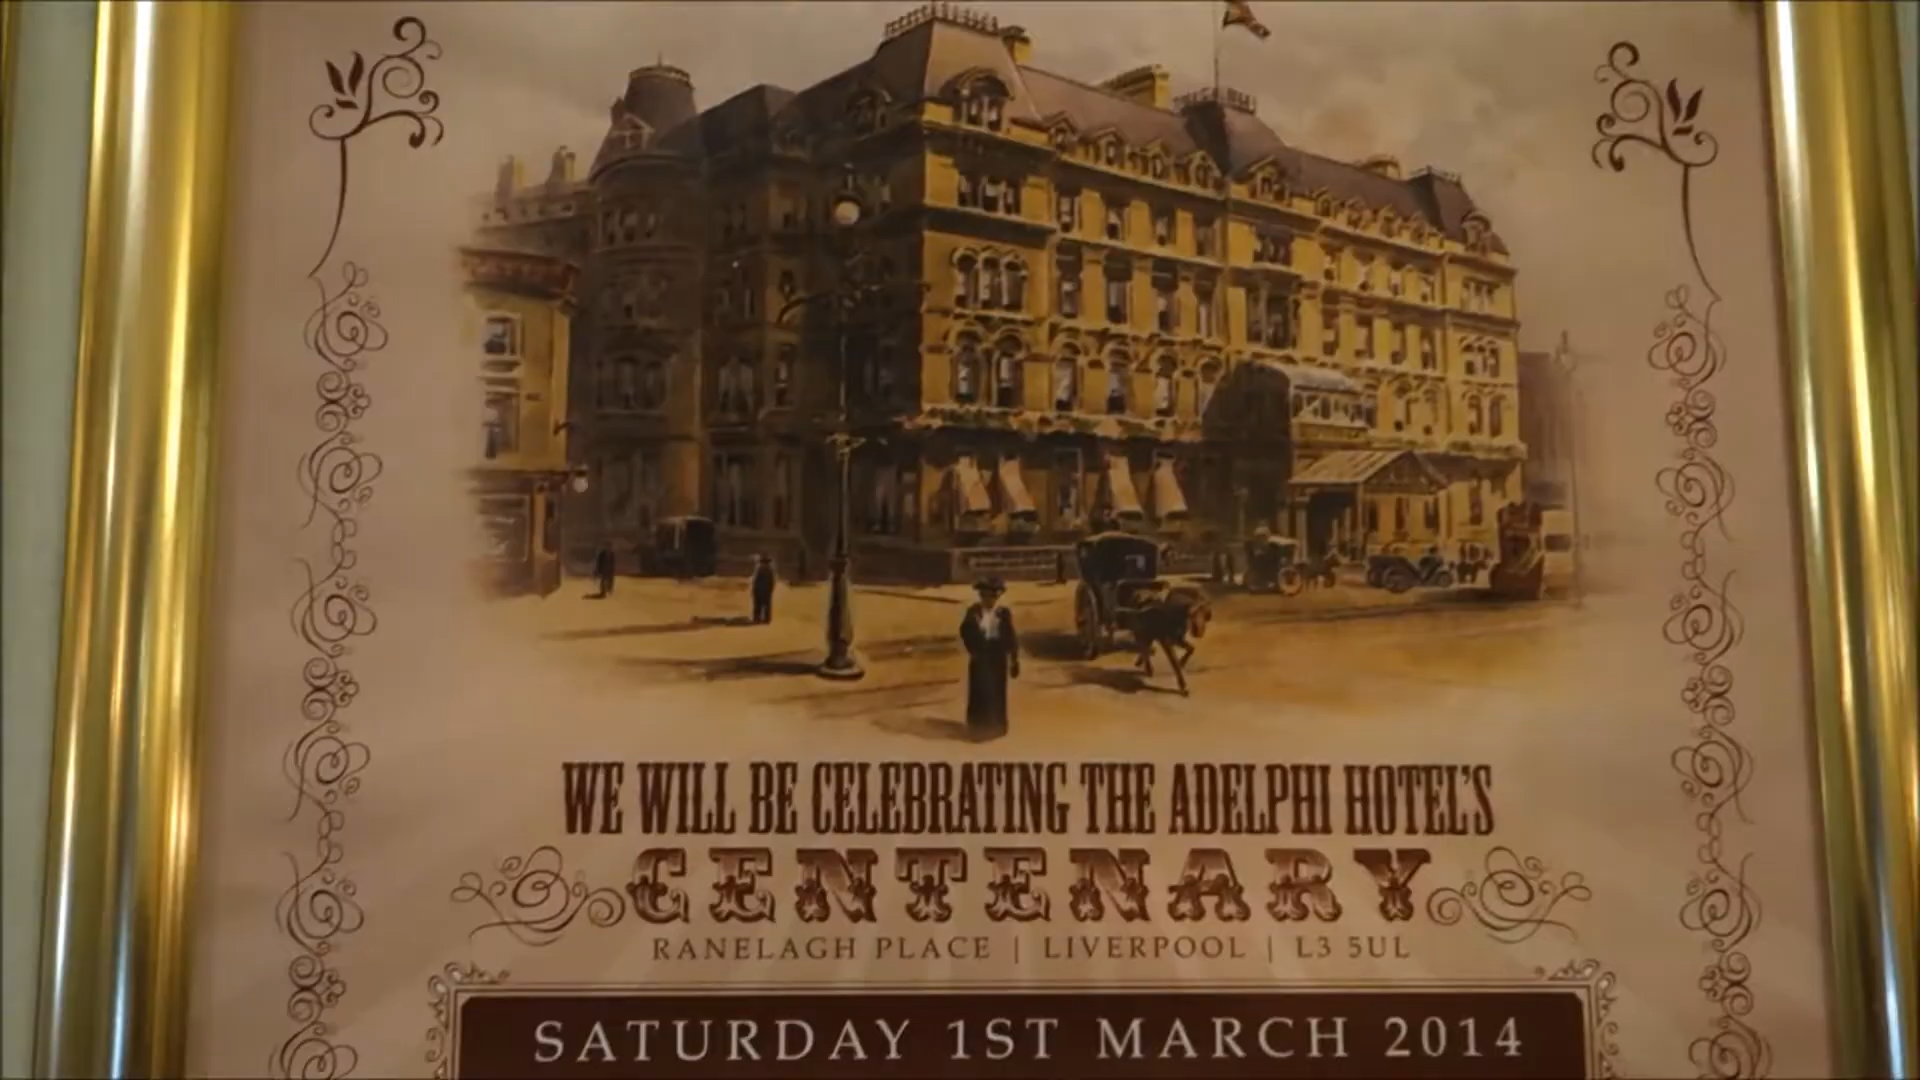 WE WILL BE CELEBRATING THE ADELPHI HOTEL'S
CENTENARY
RANELAGH PLACE | LIVERPOOL | L3 5UL
SATURDAY 1ST MARCH 2014